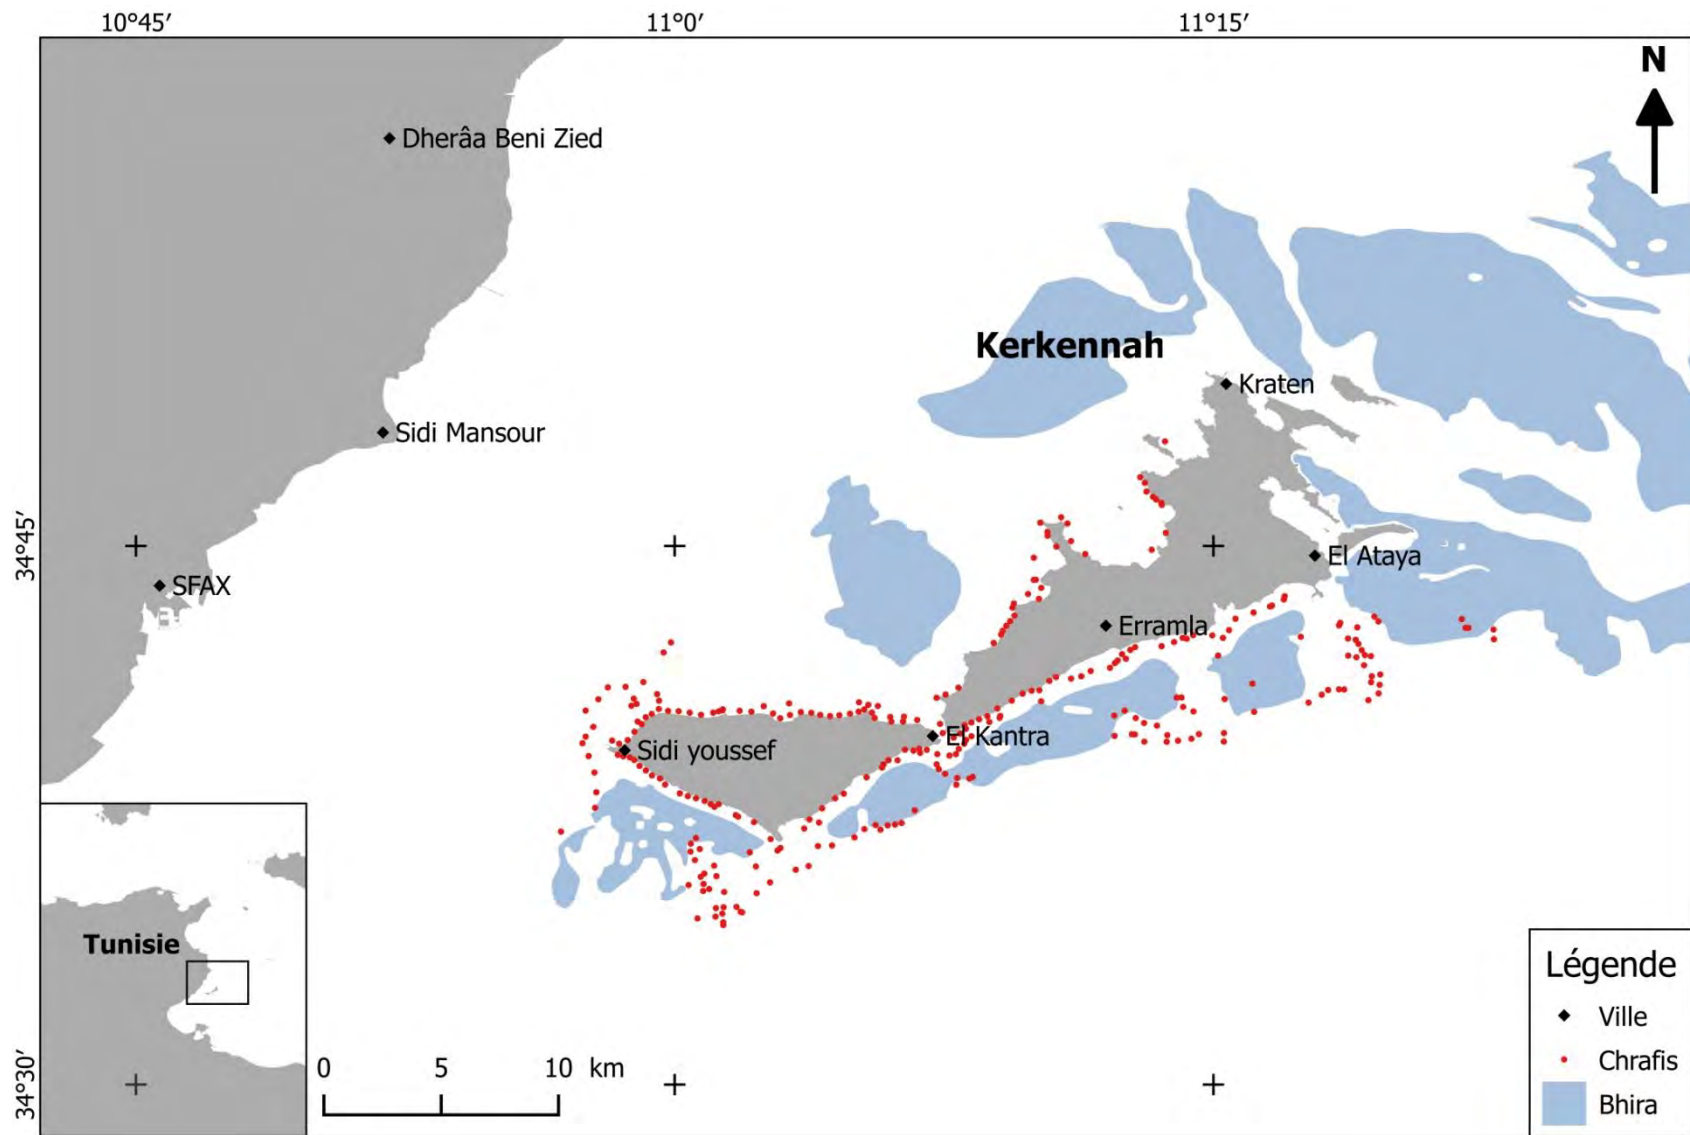 10°45′ 11°0′ 11°15′
N
Dherâa Beni Zied
Kerkennah
Kraten
Sidi Mansour
34°45′
El Ataya
SFAX
Erramla
El Kantra
Sidi youssef
Tunisie
Légende
Ville
Chrafis
Bhira
0 5 10 km
34°30′